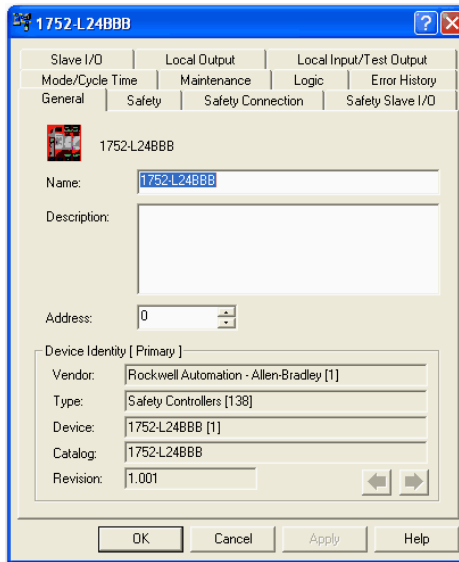 1752-L24BBB
Slave I/O Local Output Local Input/Test Output
Mode/Cycle Time Maintenance Logic Error History
General Safety Safety Connection Safety Slave I/O
1752-L24BBB
Name: 1752-L24BBB
Description:
Address: 0
Device Identity [ Primary ]
Vendor: Rockwell Automation - Allen-Bradley [1]
Type: Safety Controllers [138]
Device: 1752-L24BBB [1]
Catalog: 1752-L24BBB
Revision: 1.001
OK Cancel Apply Help